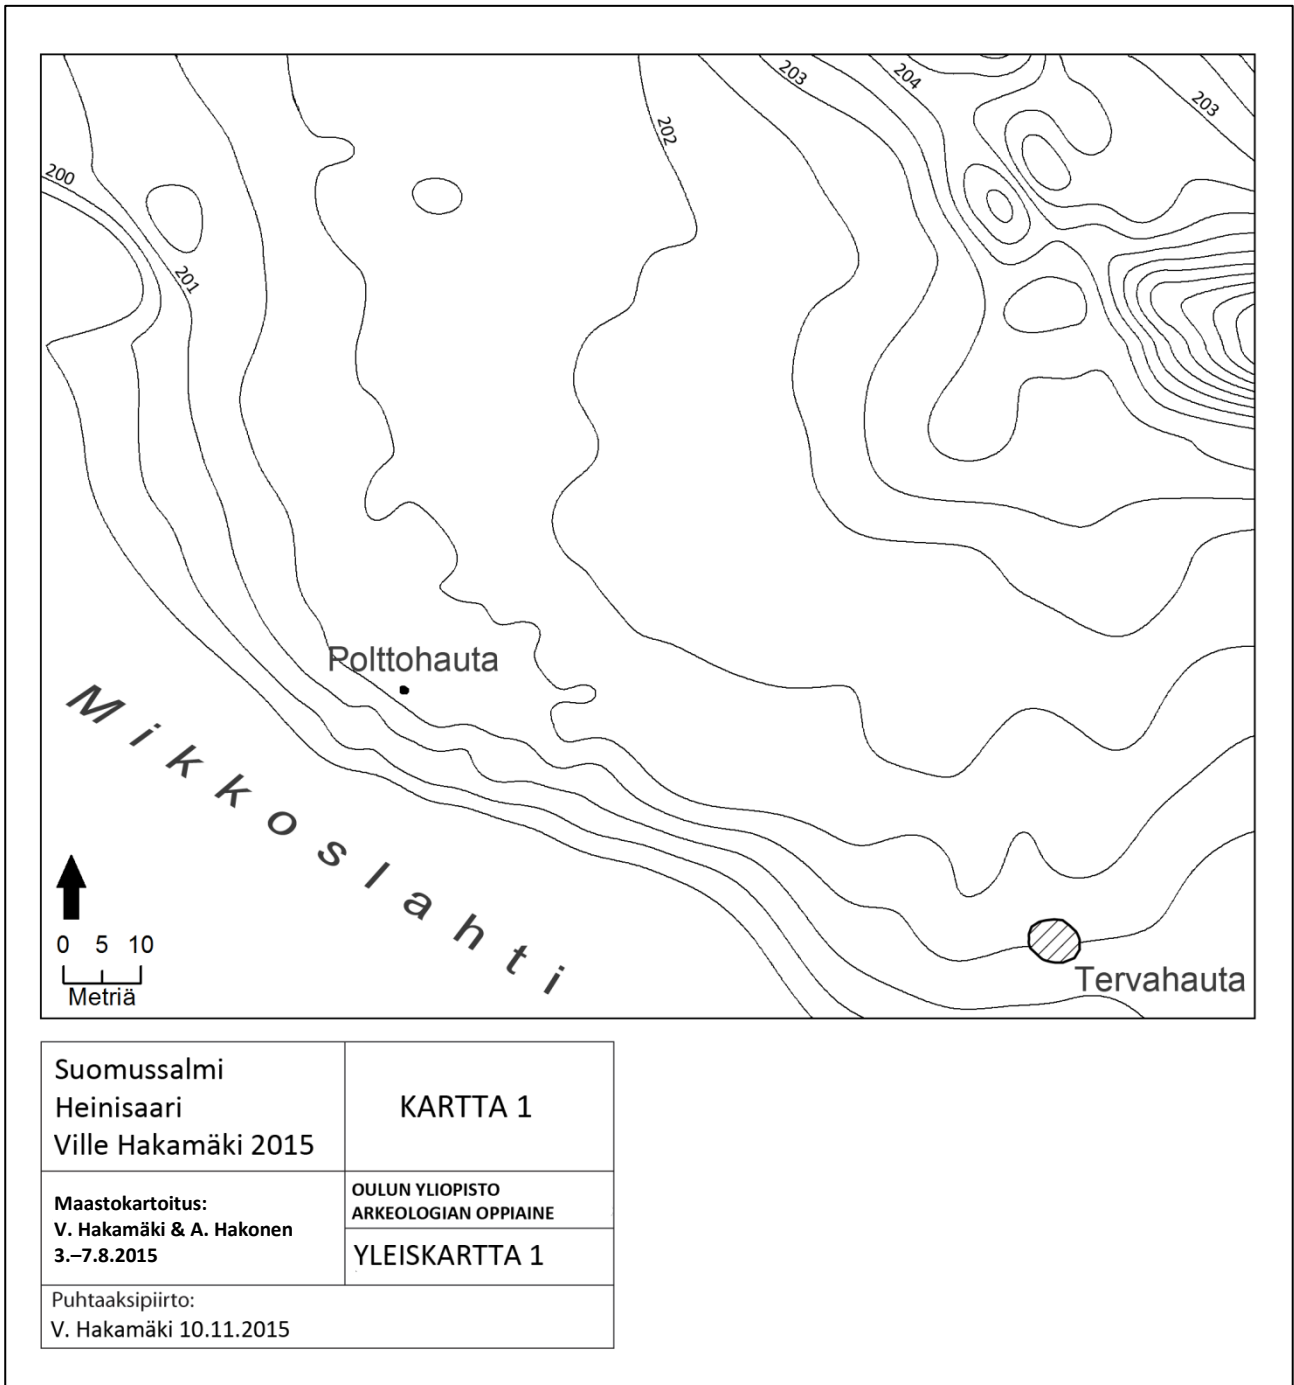 203
204
203
202
200
201
Polttohauta
Mikkoslahti
0 5 10
Metriä
Tervahauta
Suomussalmi
Heinisaari
Ville Hakamäki 2015
KARTTA 1
Maastokartoitus:
V. Hakamäki & A. Hakonen
3.–7.8.2015
OULUN YLIOPISTO
ARKEOLOGIAN OPPIAINE
YLEISKARTTA 1
Puhtaaksipiirto:
V. Hakamäki 10.11.2015